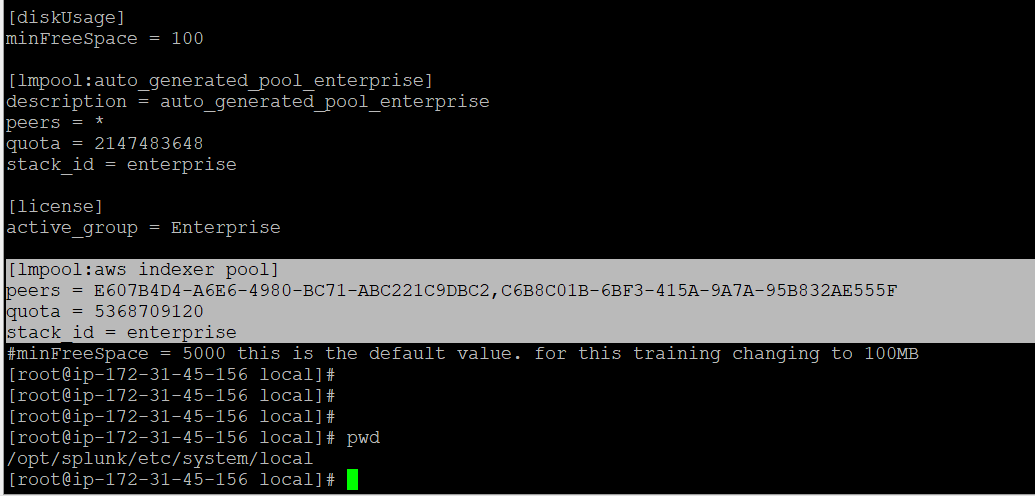 [diskUsage]
minFreeSpace = 100
[lmpool:auto_generated_pool_enterprise]
description = auto_generated_pool_enterprise
peers = *
quota = 2147483648
stack_id = enterprise
[license]
active_group = Enterprise
[lmpool:aws indexer pool]
peers = E607B4D4-A6E6-4980-BC71-ABC221C9DBC2,C6B8C01B-6BF3-415A-9A7A-95B832AE555F
quota = 5368709120
stack_id = enterprise
#minFreeSpace = 5000 this is the default value. for this training changing to 100MB
[root@ip-172-31-45-156 local]#
[root@ip-172-31-45-156 local]#
[root@ip-172-31-45-156 local]#
[root@ip-172-31-45-156 local]# pwd
/opt/splunk/etc/system/local
[root@ip-172-31-45-156 local]#